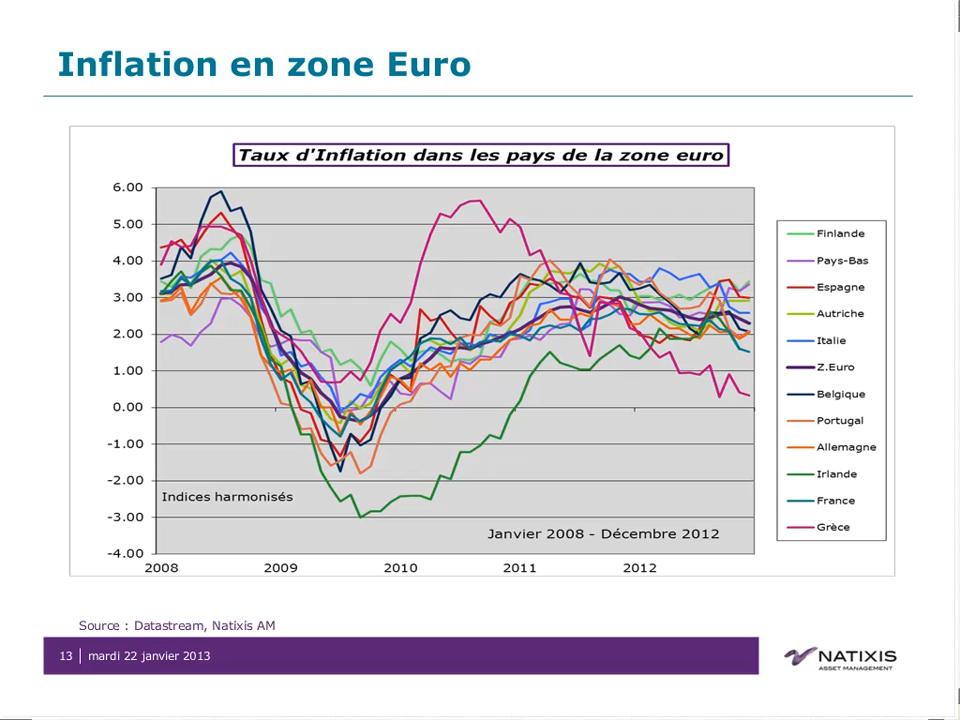 Inflation en zone Euro
Taux d'Inflation dans les pays de la zone euro
6.00
5.00
4.00
3.00
2.00
1.00
0.00
-1.00
-2.00
-3.00
-4.00
Indices harmonisés
Janvier 2008 - Décembre 2012
2008 2009 2010 2011 2012
Finlande
Pays-Bas
Espagne
Autriche
Italie
Z.Euro
Belgique
Portugal
Allemagne
Irlande
France
Grèce
Source : Datastream, Natixis AM
13 mardi 22 janvier 2013
NATIXIS
ASSET MANAGEMENT